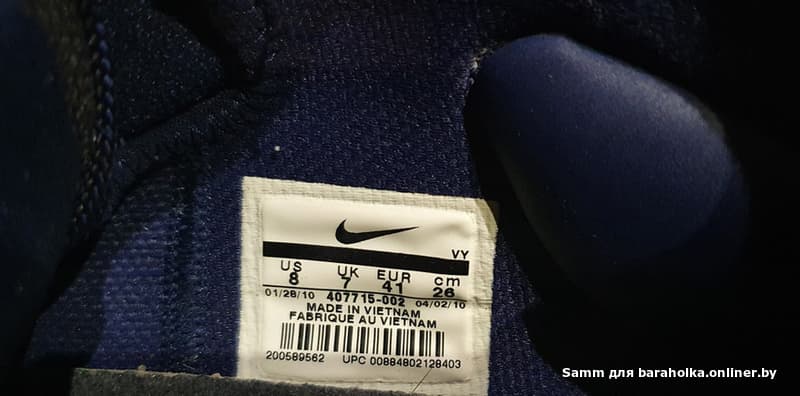 VY
US UK EUR cm
8 7 41 26
01/28/10 407715-002 04/02/10
MADE IN VIETNAM
FABRIQUE AU VIETNAM
200589562 UPC 00884802128403
Samm для baraholka.onliner.by